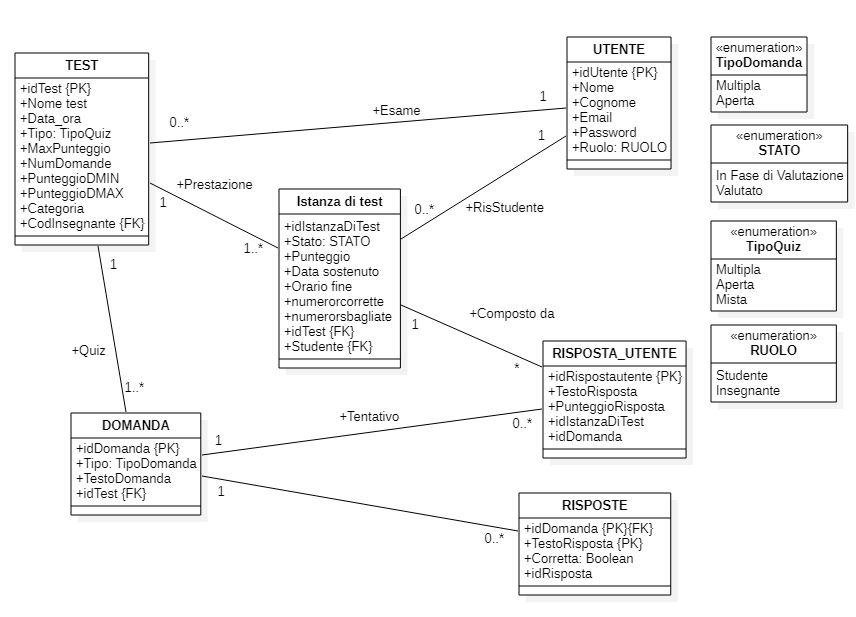 TEST
+idTest {PK}
+Nome test
+Data_ora
+Tipo: TipoQuiz
+MaxPunteggio
+NumDomande
+PunteggioDMIN
+PunteggioDMAX
+Categoria
+CodInsegnante {FK}
0..*
+Esame
1
UTENTE
+idUtente {PK}
+Nome
+Cognome
+Email
+Password
+Ruolo: RUOLO
«enumeration»
TipoDomanda
Multipla
Aperta
«enumeration»
STATO
In Fase di Valutazione
Valutato
«enumeration»
TipoQuiz
Multipla
Aperta
Mista
«enumeration»
RUOLO
Studente
Insegnante
+Prestazione
1
1..*
Istanza di test
+idIstanzaDiTest
+Stato: STATO
+Punteggio
+Data sostenuto
+Orario fine
+numerorcorrette
+numerorsbagliate
+idTest {FK}
+Studente {FK}
1
0..*
+RisStudente
1
+Composto da
*
1
+Quiz
1..*
RISPOSTA_UTENTE
+idRispostautente {PK}
+TestoRisposta
+PunteggioRisposta
+idIstanzaDiTest
+idDomanda
DOMANDA
+idDomanda {PK}
+Tipo: TipoDomanda
+TestoDomanda
+idTest {FK}
+Tentativo
1
0..*
1
0..*
RISPOSTE
+idDomanda {PK}{FK}
+TestoRisposta {PK}
+Corretta: Boolean
+idRisposta